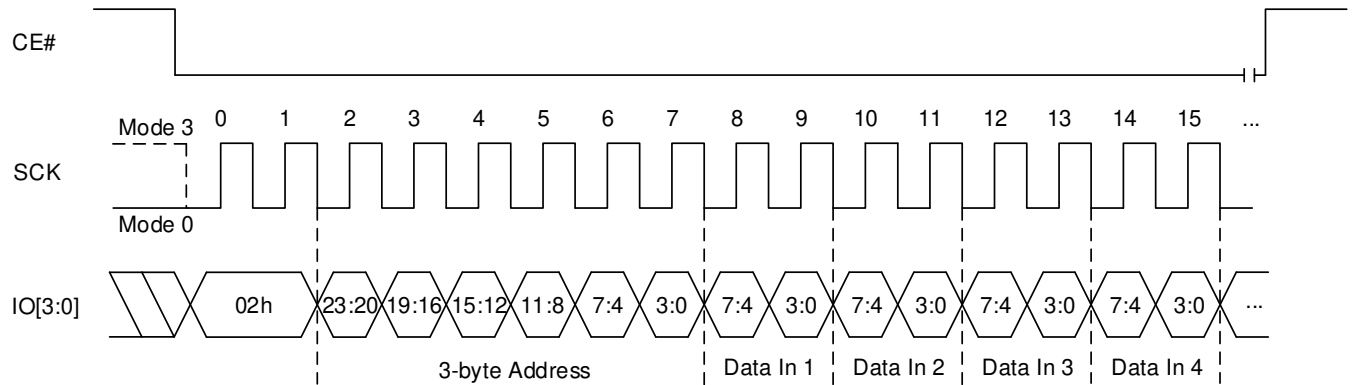 CE#
Mode 3 0 1 2 3 4 5 6 7 8 9 10 11 12 13 14 15 ...
SCK
Mode 0
IO[3:0] 02h 23:20 19:16 15:12 11:8 7:4 3:0 7:4 3:0 7:4 3:0 7:4 3:0 7:4 3:0 ...
3-byte Address Data In 1 Data In 2 Data In 3 Data In 4